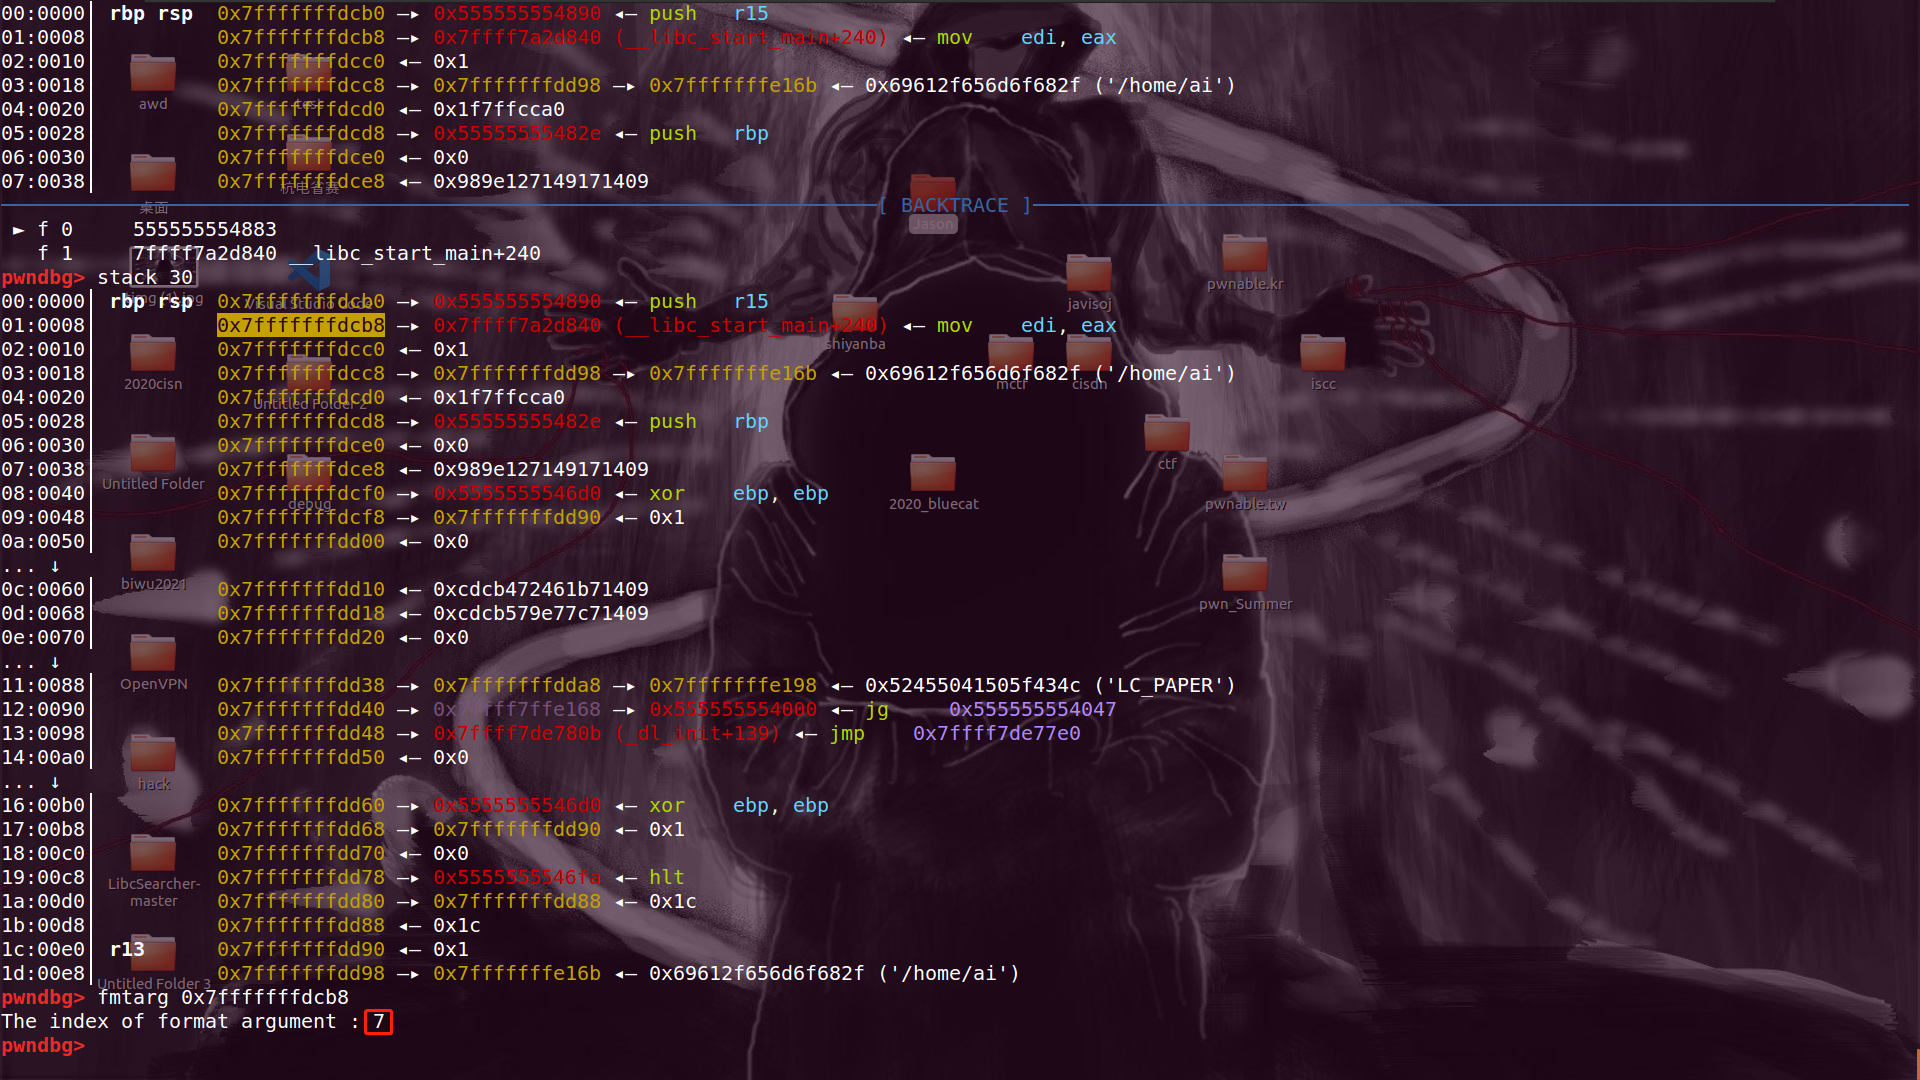 00:0000│ rbp rsp 0x7fffffffdcb0 —▸ 0x555555554890 ◂— push r15
01:0008│ 0x7fffffffdcb8 —▸ 0x7ffff7a2d840 (__libc_start_main+240) ◂— mov edi, eax
02:0010│ 0x7fffffffdcc0 ◂— 0x1
03:0018│ 0x7fffffffdcc8 —▸ 0x7fffffffdd98 —▸ 0x7fffffffe16b ◂— 0x69612f656d6f682f ('/home/ai')
awd
04:0020│ 0x7fffffffdcd0 ◂— 0x1f7ffcca0
05:0028│ 0x7fffffffdcd8 —▸ 0x55555555482e ◂— push rbp
06:0030│ 0x7fffffffdce0 ◂— 0x0
07:0038│ 0x7fffffffdce8 ◂— 0x989e127149171409
杭电省赛
桌面
[ BACKTRACE ]
Jason
► f 0 555555554883
f 1 7ffff7a2d840 __libc_start_main+240
pwndbg> stack 30
pwnable.kr
00:0000│ rbp rsp 0x7fffffffdcb0 —▸ 0x555555554890 ◂— push r15
javisoj
01:0008│ 0x7fffffffdcb8 —▸ 0x7ffff7a2d840 (__libc_start_main+240) ◂— mov edi, eax
shiyanba
02:0010│ 0x7fffffffdcc0 ◂— 0x1
03:0018│ 0x7fffffffdcc8 —▸ 0x7fffffffdd98 —▸ 0x7fffffffe16b ◂— 0x69612f656d6f682f ('/home/ai')
2020cisn
mctf
cisdn
iscc
04:0020│ 0x7fffffffdcd0 ◂— 0x1f7ffcca0
Untitled Folder 2
05:0028│ 0x7fffffffdcd8 —▸ 0x55555555482e ◂— push rbp
06:0030│ 0x7fffffffdce0 ◂— 0x0
ctf
07:0038│ 0x7fffffffdce8 ◂— 0x989e127149171409
Untitled Folder
08:0040│ 0x7fffffffdcf0 —▸ 0x5555555546d0 ◂— xor ebp, ebp
debug
2020_bluecat
pwnable.tw
09:0048│ 0x7fffffffdcf8 —▸ 0x7fffffffdd90 ◂— 0x1
0a:0050│ 0x7fffffffdd00 ◂— 0x0
... ↓
biwu2021
0c:0060│ 0x7fffffffdd10 ◂— 0xcdcb472461b71409
pwn_Summer
0d:0068│ 0x7fffffffdd18 ◂— 0xcdcb579e77c71409
0e:0070│ 0x7fffffffdd20 ◂— 0x0
... ↓
OpenVPN
11:0088│ 0x7fffffffdd38 —▸ 0x7fffffffdda8 —▸ 0x7fffffffe198 ◂— 0x52455041505f434c ('LC_PAPER')
12:0090│ 0x7fffffffdd40 —▸ 0x7ffff7ffe168 —▸ 0x555555554000 ◂— jg 0x555555554047
13:0098│ 0x7fffffffdd48 —▸ 0x7ffff7de780b (_dl_init+139) ◂— jmp 0x7ffff7de77e0
14:00a0│ 0x7fffffffdd50 ◂— 0x0
... ↓
hack
16:00b0│ 0x7fffffffdd60 —▸ 0x5555555546d0 ◂— xor ebp, ebp
17:00b8│ 0x7fffffffdd68 —▸ 0x7fffffffdd90 ◂— 0x1
18:00c0│ 0x7fffffffdd70 ◂— 0x0
19:00c8│ 0x7fffffffdd78 —▸ 0x5555555546fa ◂— hlt
LibcSearcher-
master
1a:00d0│ 0x7fffffffdd80 —▸ 0x7fffffffdd88 ◂— 0x1c
1b:00d8│ 0x7fffffffdd88 ◂— 0x1c
1c:00e0│ r13 0x7fffffffdd90 ◂— 0x1
1d:00e8│ 0x7fffffffdd98 —▸ 0x7fffffffe16b ◂— 0x69612f656d6f682f ('/home/ai')
Untitled Folder 3
pwndbg> fmtarg 0x7fffffffdcb8
The index of format argument : 7
pwndbg>